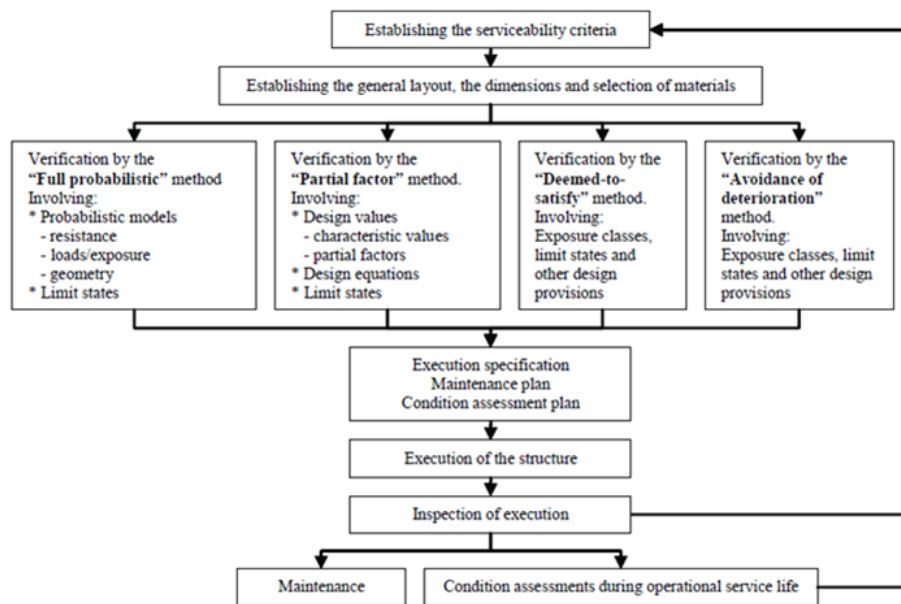 Establishing the serviceability criteria
Establishing the general layout, the dimensions and selection of materials
Verification by the
“Full probabilistic” method
Involving:
* Probabilistic models
- resistance
- loads/exposure
- geometry
* Limit states
Verification by the
“Partial factor” method.
Involving:
* Design values
- characteristic values
- partial factors
* Design equations
* Limit states
Verification by the
“Deemed-to-
satisfy” method.
Involving:
Exposure classes,
limit states and
other design
provisions
Verification by the
“Avoidance of
deterioration”
method.
Involving:
Exposure classes, limit
states and other design
provisions
Execution specification
Maintenance plan
Condition assessment plan
Execution of the structure
Inspection of execution
Maintenance
Condition assessments during operational service life